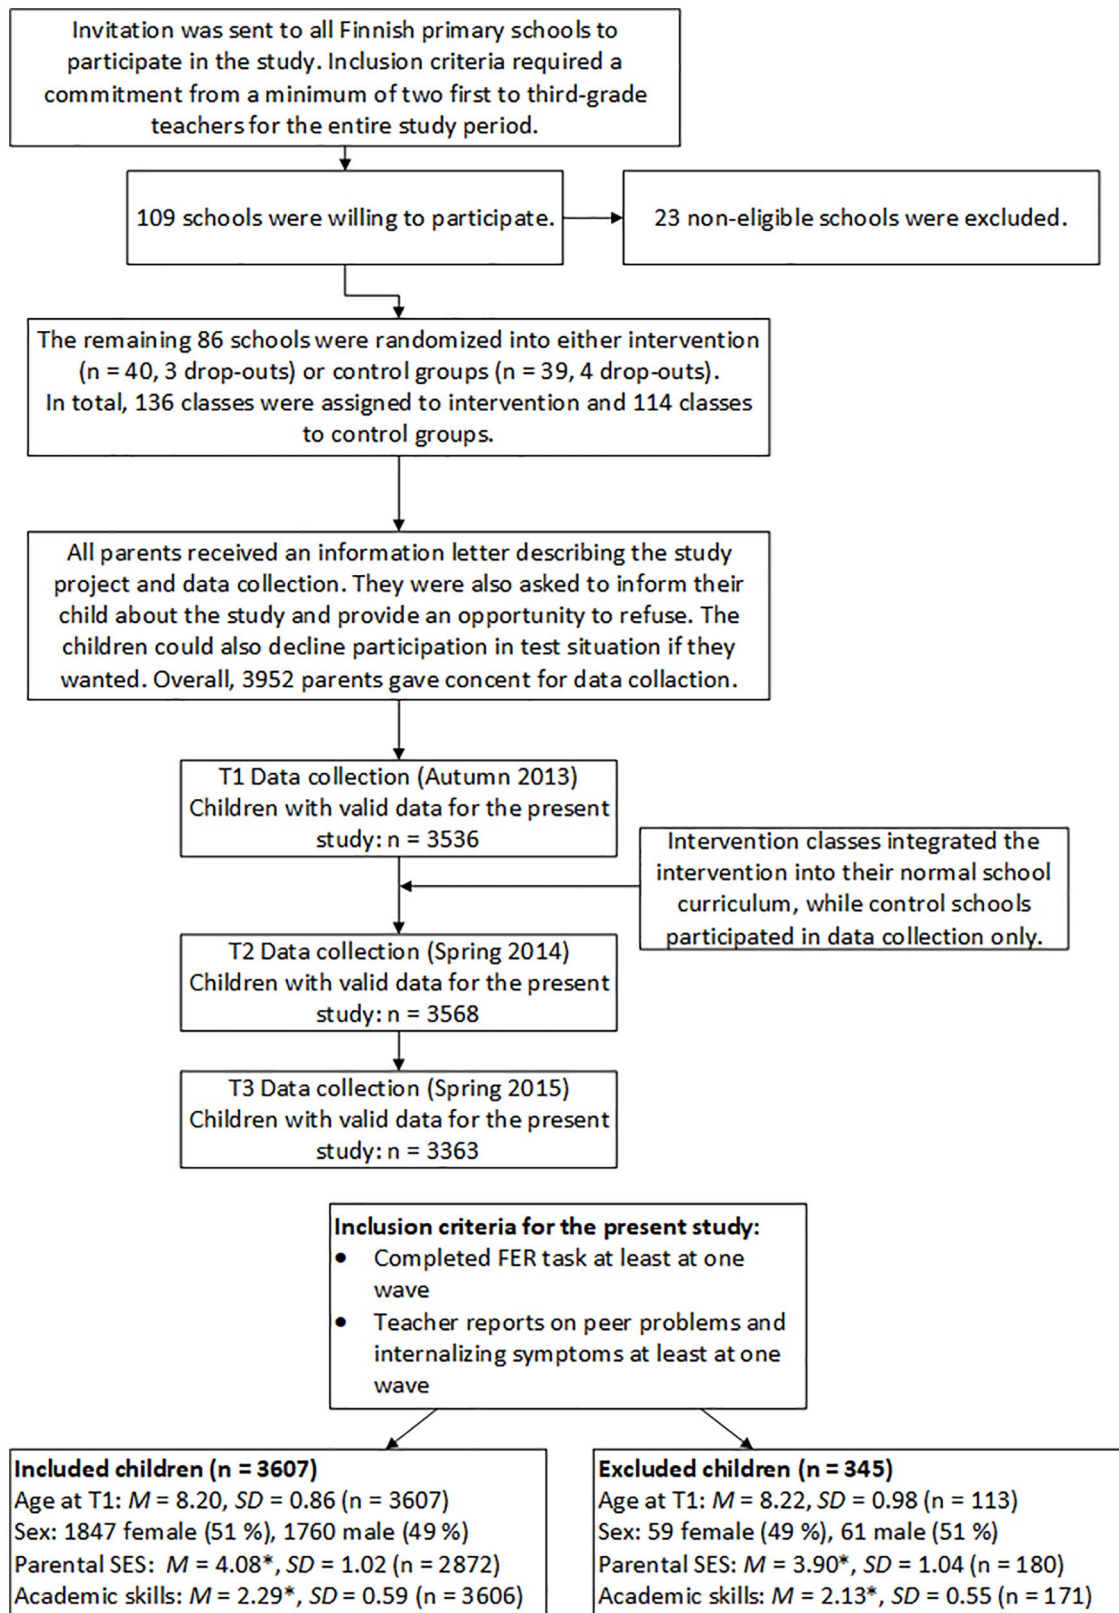 Invitation was sent to all Finnish primary schools to
participate in the study. Inclusion criteria required a
commitment from a minimum of two first to third-grade
teachers for the entire study period.
109 schools were willing to participate.
23 non-eligible schools were excluded.
The remaining 86 schools were randomized into either intervention
(n = 40, 3 drop-outs) or control groups (n = 39, 4 drop-outs).
In total, 136 classes were assigned to intervention and 114 classes
to control groups.
All parents received an information letter describing the study
project and data collection. They were also asked to inform their
child about the study and provide an opportunity to refuse. The
children could also decline participation in test situation if they
wanted. Overall, 3952 parents gave concent for data collaction.
T1 Data collection (Autumn 2013)
Children with valid data for the present
study: n = 3536
Intervention classes integrated the
intervention into their normal school
curriculum, while control schools
participated in data collection only.
T2 Data collection (Spring 2014)
Children with valid data for the present
study: n = 3568
T3 Data collection (Spring 2015)
Children with valid data for the present
study: n = 3363
Inclusion criteria for the present study:
• Completed FER task at least at one
wave
• Teacher reports on peer problems and
internalizing symptoms at least at one
wave
Included children (n = 3607)
Age at T1: M = 8.20, SD = 0.86 (n = 3607)
Sex: 1847 female (51 %), 1760 male (49 %)
Parental SES: M = 4.08*, SD = 1.02 (n = 2872)
Academic skills: M = 2.29*, SD = 0.59 (n = 3606)
Excluded children (n = 345)
Age at T1: M = 8.22, SD = 0.98 (n = 113)
Sex: 59 female (49 %), 61 male (51 %)
Parental SES: M = 3.90*, SD = 1.04 (n = 180)
Academic skills: M = 2.13*, SD = 0.55 (n = 171)